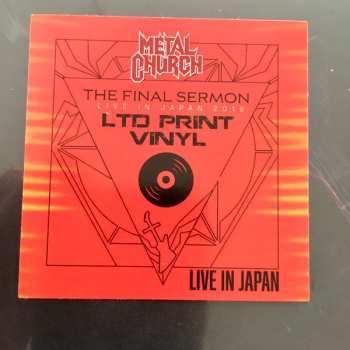 METAL
CHURCH
THE FINAL SERMON
LIVE IN JAPAN 2019
LTD PRINT
VINYL
LIVE IN JAPAN